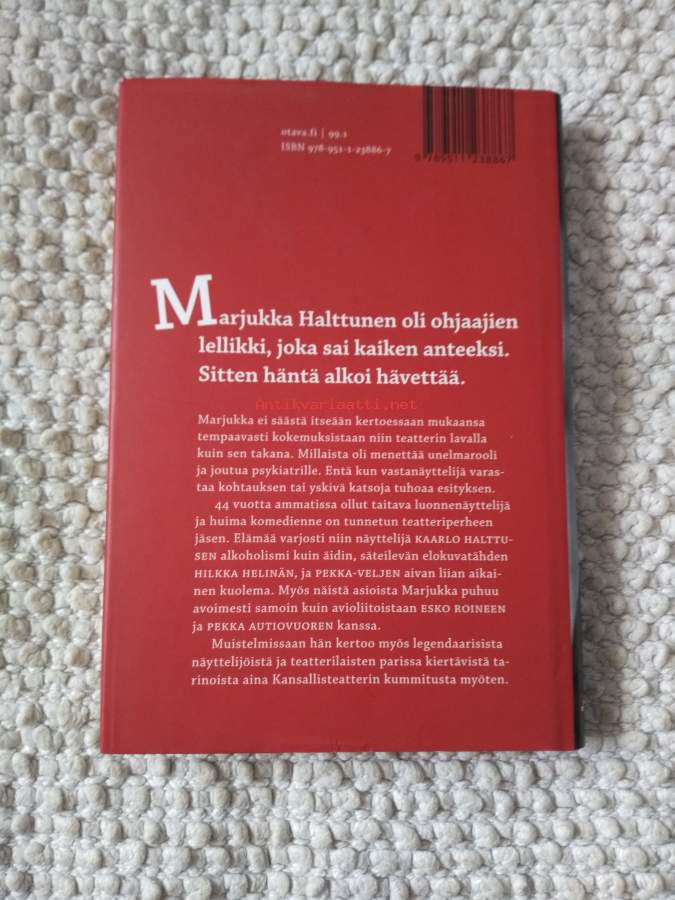 otava.fi | 99.1
ISBN 978-951-1-23886-7
9 789511 238867
Marjukka Halttunen oli ohjaajien
lellikki, joka sai kaiken anteeksi.
Sitten häntä alkoi hävettää.
Antikvariaatti.net
Marjukka ei säästä itseään kertoessaan mukaansa
tempaavasti kokemuksistaan niin teatterin lavalla
kuin sen takana. Millaista oli menettää unelmarooli
ja joutua psykiatrille. Entä kun vastanäyttelijä varas-
taa kohtauksen tai yskivä katsoja tuhoaa esityksen.
44 vuotta ammatissa ollut taitava luonnenäyttelijä
ja huima komedienne on tunnetun teatteriperheen
jäsen. Elämää varjosti niin näyttelijä KAARLO HALTTU-
SEN alkoholismi kuin äidin, säteilevän elokuvatähden
HILKKA HELINÄN, ja PEKKA-VELJEN aivan liian aikai-
nen kuolema. Myös näistä asioista Marjukka puhuu
avoimesti samoin kuin avioliitoistaan ESKO ROINEEN
ja PEKKA AUTIOVUOREN kanssa.
Muistelmissaan hän kertoo myös legendaarisista
näyttelijöistä ja teatterilaisten parissa kiertävistä ta-
rinoista aina Kansallisteatterin kummitusta myöten.